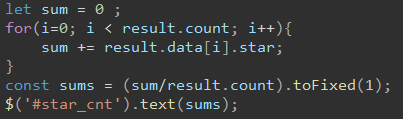 let sum = 0 ;
for(i=0; i < result.count; i++){
    sum += result.data[i].star;
}
const sums = (sum/result.count).toFixed(1);
$('#star_cnt').text(sums);